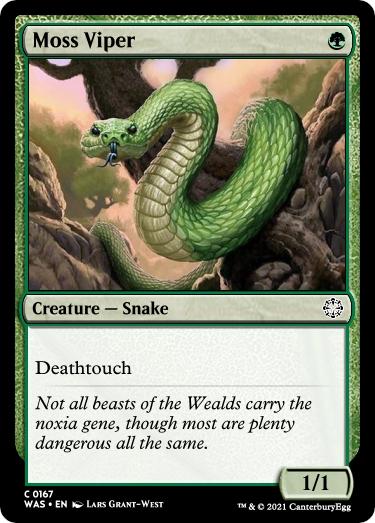 Moss Viper
Creature — Snake
Deathtouch
Not all beasts of the Wealds carry the
noxia gene, though most are plenty
dangerous all the same.
1/1
C 0167
WAS • EN Lars Grant-West
™ & © 2021 CanterburyEgg